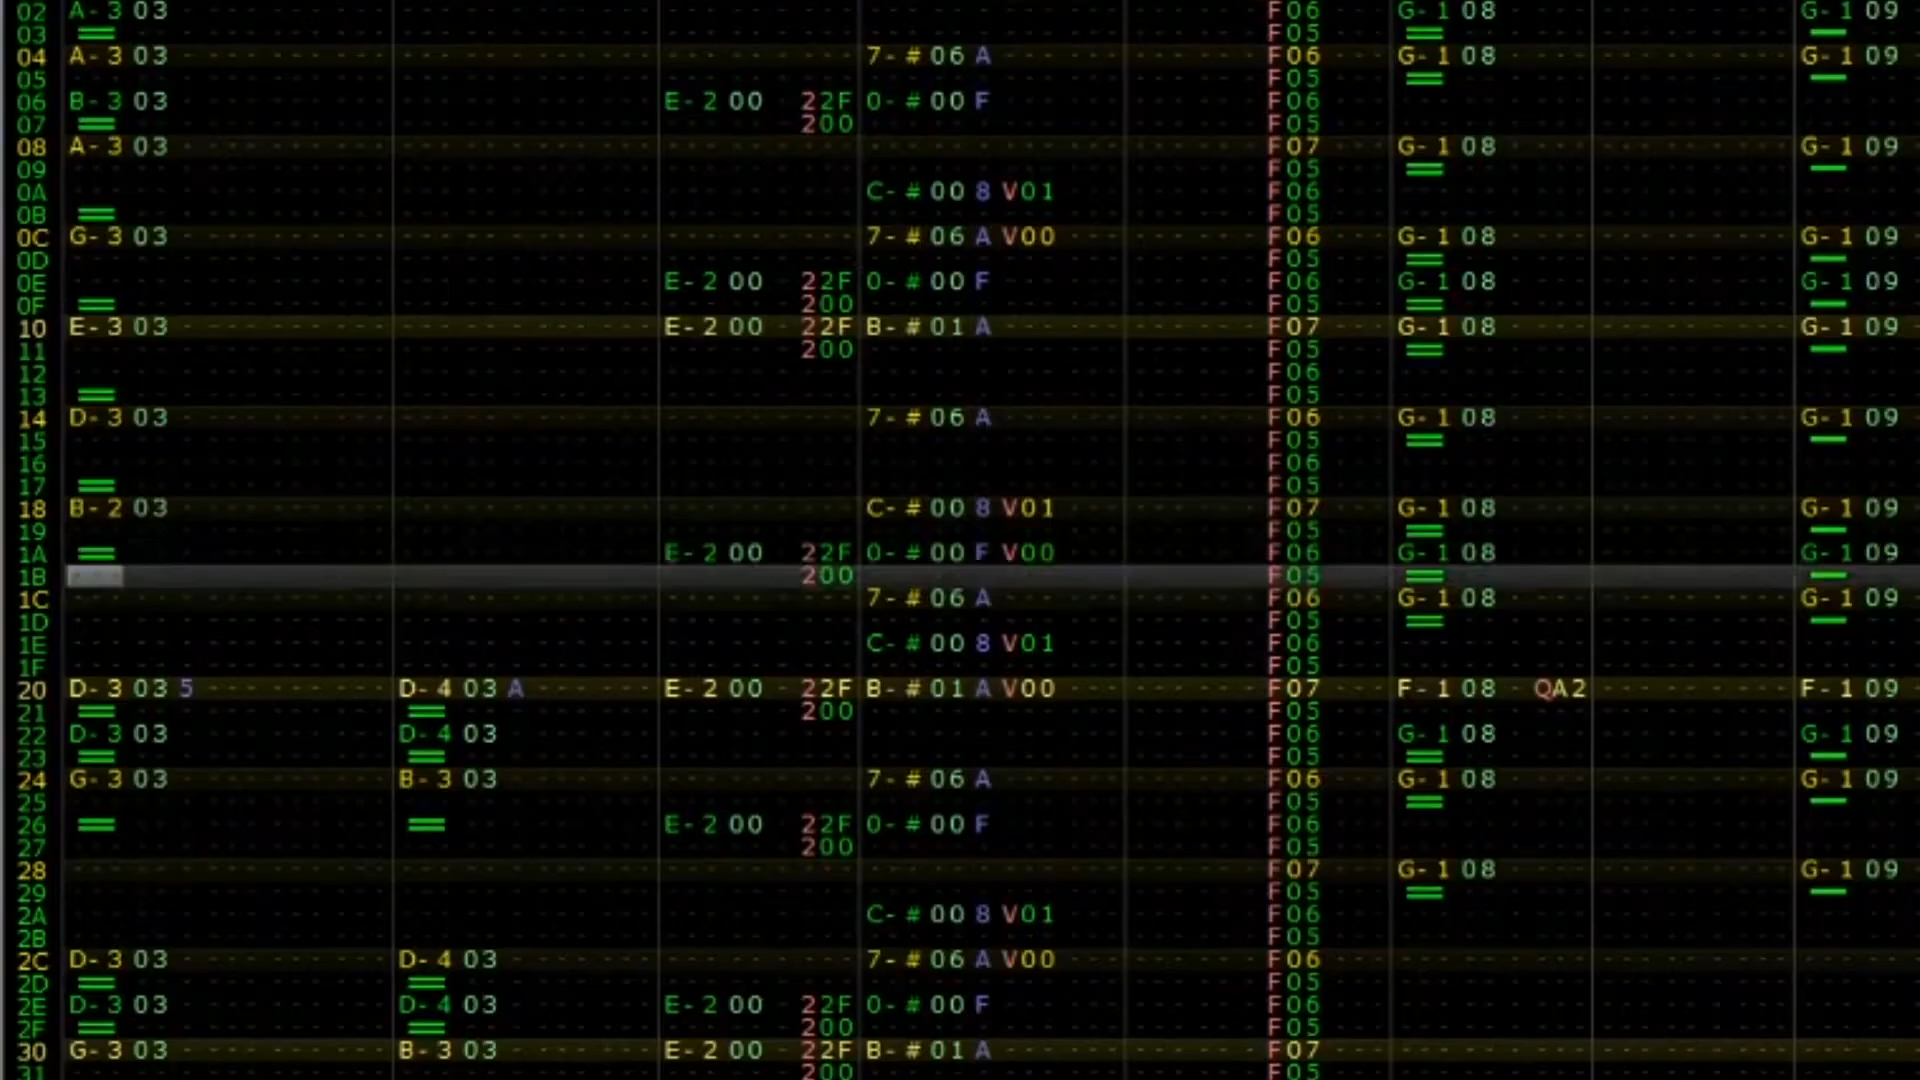 02 A-3 03 F06 G-1 08 G-1 09
03 F05
04 A-3 03 7-# 06 A F06 G-1 08 G-1 09
05 F05
06 B-3 03 E-2 00 22F 0-# 00 F F06
07 200 F05
08 A-3 03 F07 G-1 08 G-1 09
09 F05
0A C-# 00 8 V01 F06
0B F05
0C G-3 03 7-# 06 A V00 F06 G-1 08 G-1 09
0D F05
0E E-2 00 22F 0-# 00 F F06 G-1 08 G-1 09
0F 200 F05
10 E-3 03 E-2 00 22F B-# 01 A F07 G-1 08 G-1 09
11 200 F05
12 F06
13 F05
14 D-3 03 7-# 06 A F06 G-1 08 G-1 09
15 F05
16 F06
17 F05
18 B-2 03 C-# 00 8 V01 F07 G-1 08 G-1 09
19 F05
1A E-2 00 22F 0-# 00 F V00 F06 G-1 08 G-1 09
1B 200 F05
1C 7-# 06 A F06 G-1 08 G-1 09
1D F05
1E C-# 00 8 V01 F06
1F F05
20 D-3 03 5 D-4 03 A E-2 00 22F B-# 01 A V00 F07 F-1 08 QA2 F-1 09
21 200 F05
22 D-3 03 D-4 03 F06 G-1 08 G-1 09
23 F05
24 G-3 03 B-3 03 7-# 06 A F06 G-1 08 G-1 09
25 F05
26 E-2 00 22F 0-# 00 F F06
27 200 F05
28 F07 G-1 08 G-1 09
29 F05
2A C-# 00 8 V01 F06
2B F05
2C D-3 03 D-4 03 7-# 06 A V00 F06
2D F05
2E D-3 03 D-4 03 E-2 00 22F 0-# 00 F F06
2F 200 F05
30 G-3 03 B-3 03 E-2 00 22F B-# 01 A F07
31 200 F05